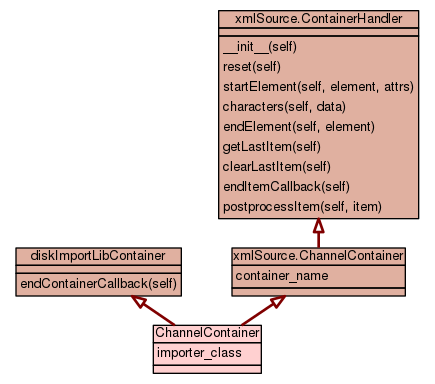 xmlSource.ContainerHandler
__init__(self)
reset(self)
startElement(self, element, attrs)
characters(self, data)
endElement(self, element)
getLastItem(self)
clearLastItem(self)
endItemCallback(self)
postprocessItem(self, item)
diskImportLibContainer
endContainerCallback(self)
xmlSource.ChannelContainer
container_name
ChannelContainer
importer_class